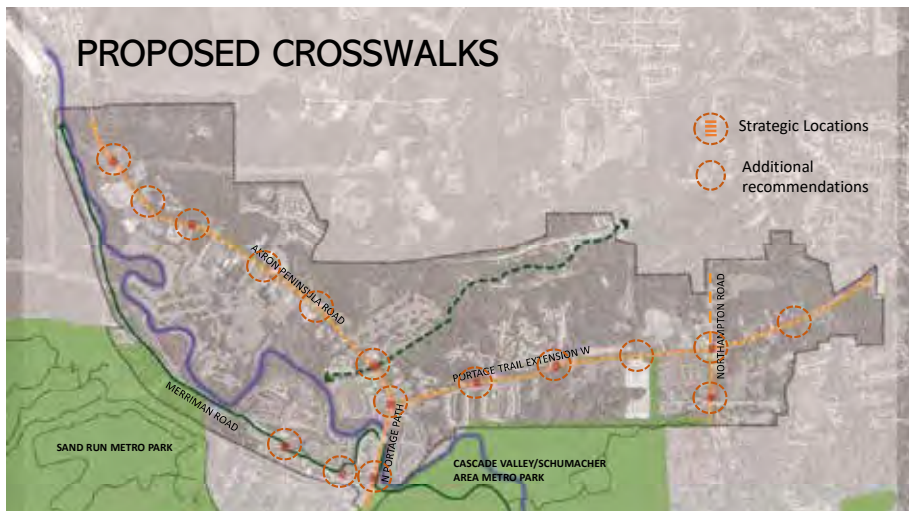 PROPOSED CROSSWALKS
Strategic Locations
Additional
recommendations
AKRON PENINSULA ROAD
NORTHAMPTON ROAD
PORTAGE TRAIL EXTENSION W
MERRIMAN ROAD
N PORTAGE PATH
SAND RUN METRO PARK
CASCADE VALLEY/SCHUMACHER
AREA METRO PARK